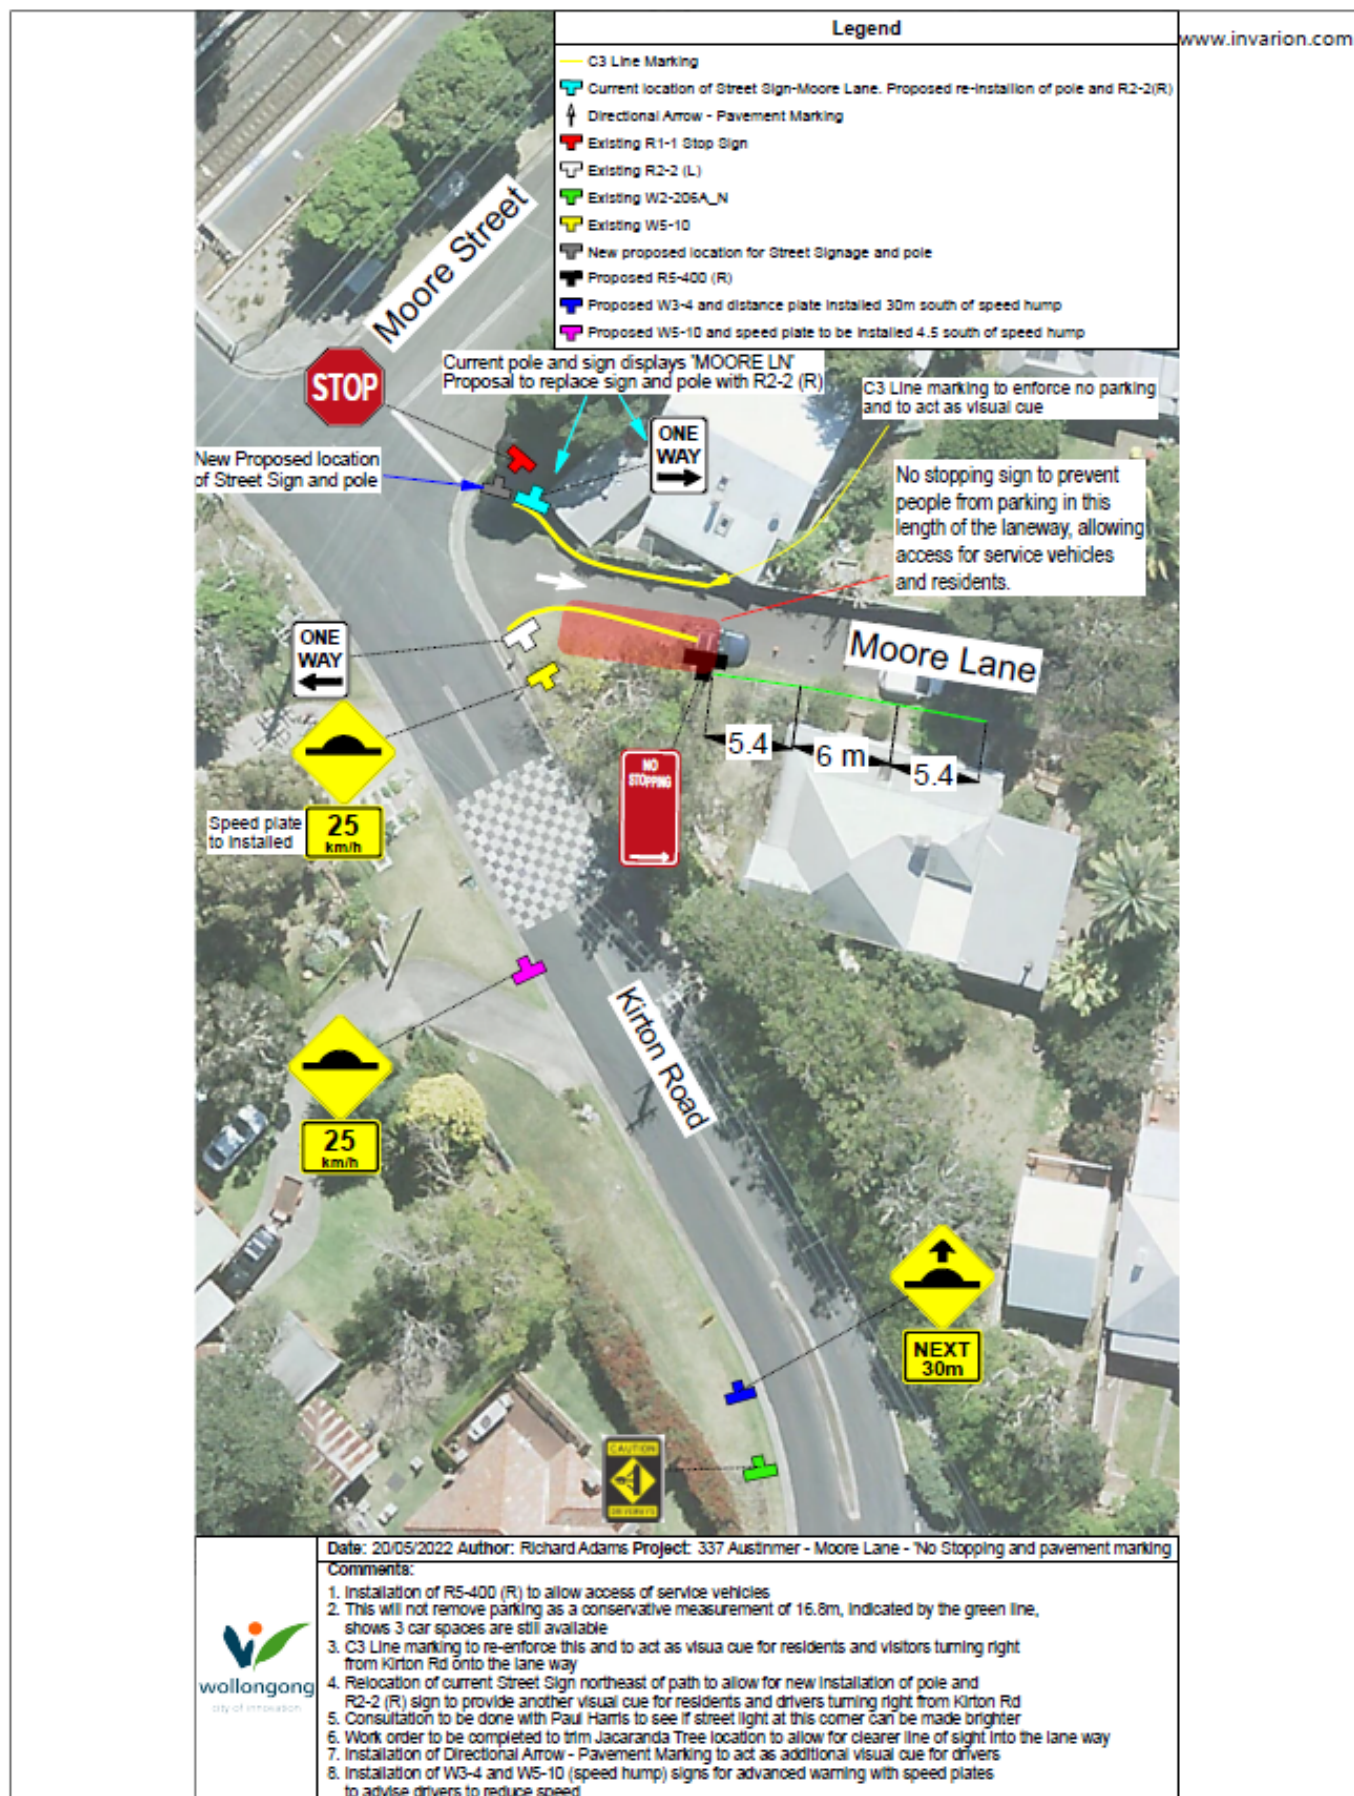 Legend
www.invarion.com
C3 Line Marking
Current location of Street Sign-Moore Lane. Proposed re-installion of pole and R2-2(R)
Directional Arrow - Pavement Marking
Existing R1-1 Stop Sign
Existing R2-2 (L)
Existing W2-206A_N
Existing W5-10
New proposed location for Street Signage and pole
Proposed R5-400 (R)
Proposed W3-4 and distance plate installed 30m south of speed hump
Proposed W5-10 and speed plate to be installed 4.5 south of speed hump
Moore Street
STOP
Current pole and sign displays 'MOORE LN'
Proposal to replace sign and pole with R2-2 (R)
C3 Line marking to enforce no parking
and to act as visual cue
ONE
WAY
New Proposed location
of Street Sign and pole
No stopping sign to prevent
people from parking in this
length of the laneway, allowing
access for service vehicles
and residents.
ONE
WAY
Moore Lane
5.4
6 m
5.4
NO
STOPPING
Speed plate
to installed
25
km/h
Kirton Road
25
km/h
NEXT
30m
CAUTION
Date: 20/05/2022 Author: Richard Adams Project: 337 Austinmer - Moore Lane - 'No Stopping and pavement marking
Comments:
1. Installation of R5-400 (R) to allow access of service vehicles
2. This will not remove parking as a conservative measurement of 16.8m, indicated by the green line,
shows 3 car spaces are still available
3. C3 Line marking to re-enforce this and to act as visua cue for residents and visitors turning right
from Kirton Rd onto the lane way
4. Relocation of current Street Sign northeast of path to allow for new installation of pole and
R2-2 (R) sign to provide another visual cue for residents and drivers turning right from Kirton Rd
5. Consultation to be done with Paul Harris to see if street light at this corner can be made brighter
6. Work order to be completed to trim Jacaranda Tree location to allow for clearer line of sight into the lane way
7. Installation of Directional Arrow - Pavement Marking to act as additional visual cue for drivers
8. Installation of W3-4 and W5-10 (speed hump) signs for advanced warning with speed plates
to advise drivers to reduce speed
wollongong
city of innovation